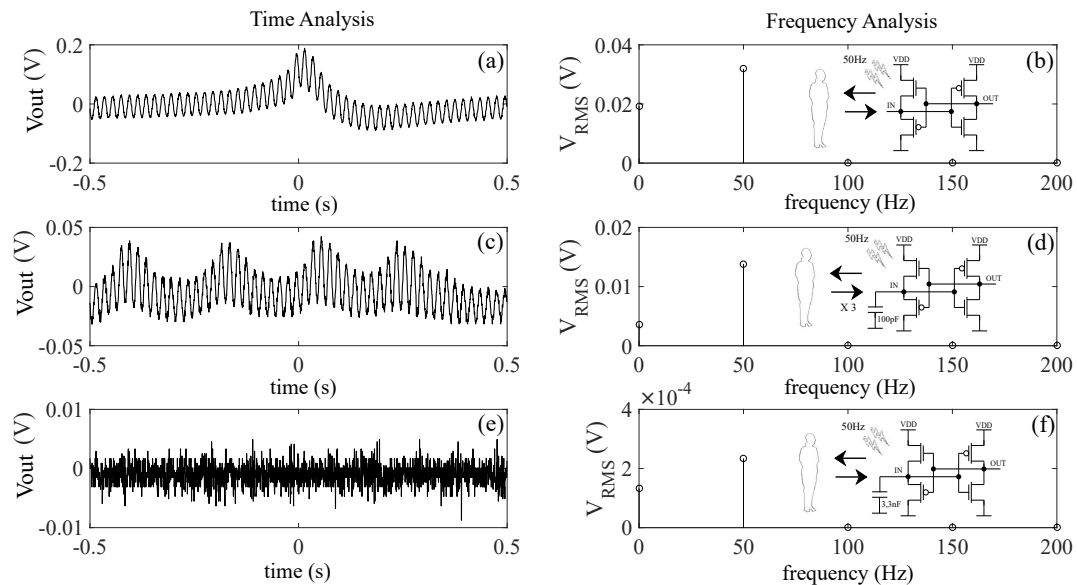 Time Analysis
Frequency Analysis
Vout (V)
0.2
0
-0.2
(a)
-0.5
0
0.5
time (s)
V_RMS (V)
0.04
0.02
0
(b)
50Hz
VDD
VDD
IN
OUT
0
50
100
150
200
frequency (Hz)
Vout (V)
0.05
0
-0.05
(c)
-0.5
0
0.5
time (s)
V_RMS (V)
0.02
0.01
0
(d)
50Hz
VDD
VDD
IN
OUT
X 3
100pF
0
50
100
150
200
frequency (Hz)
Vout (V)
0.01
0
-0.01
(e)
-0.5
0
0.5
time (s)
×10⁻⁴
V_RMS (V)
4
2
0
(f)
50Hz
VDD
VDD
IN
OUT
3,3nF
0
50
100
150
200
frequency (Hz)